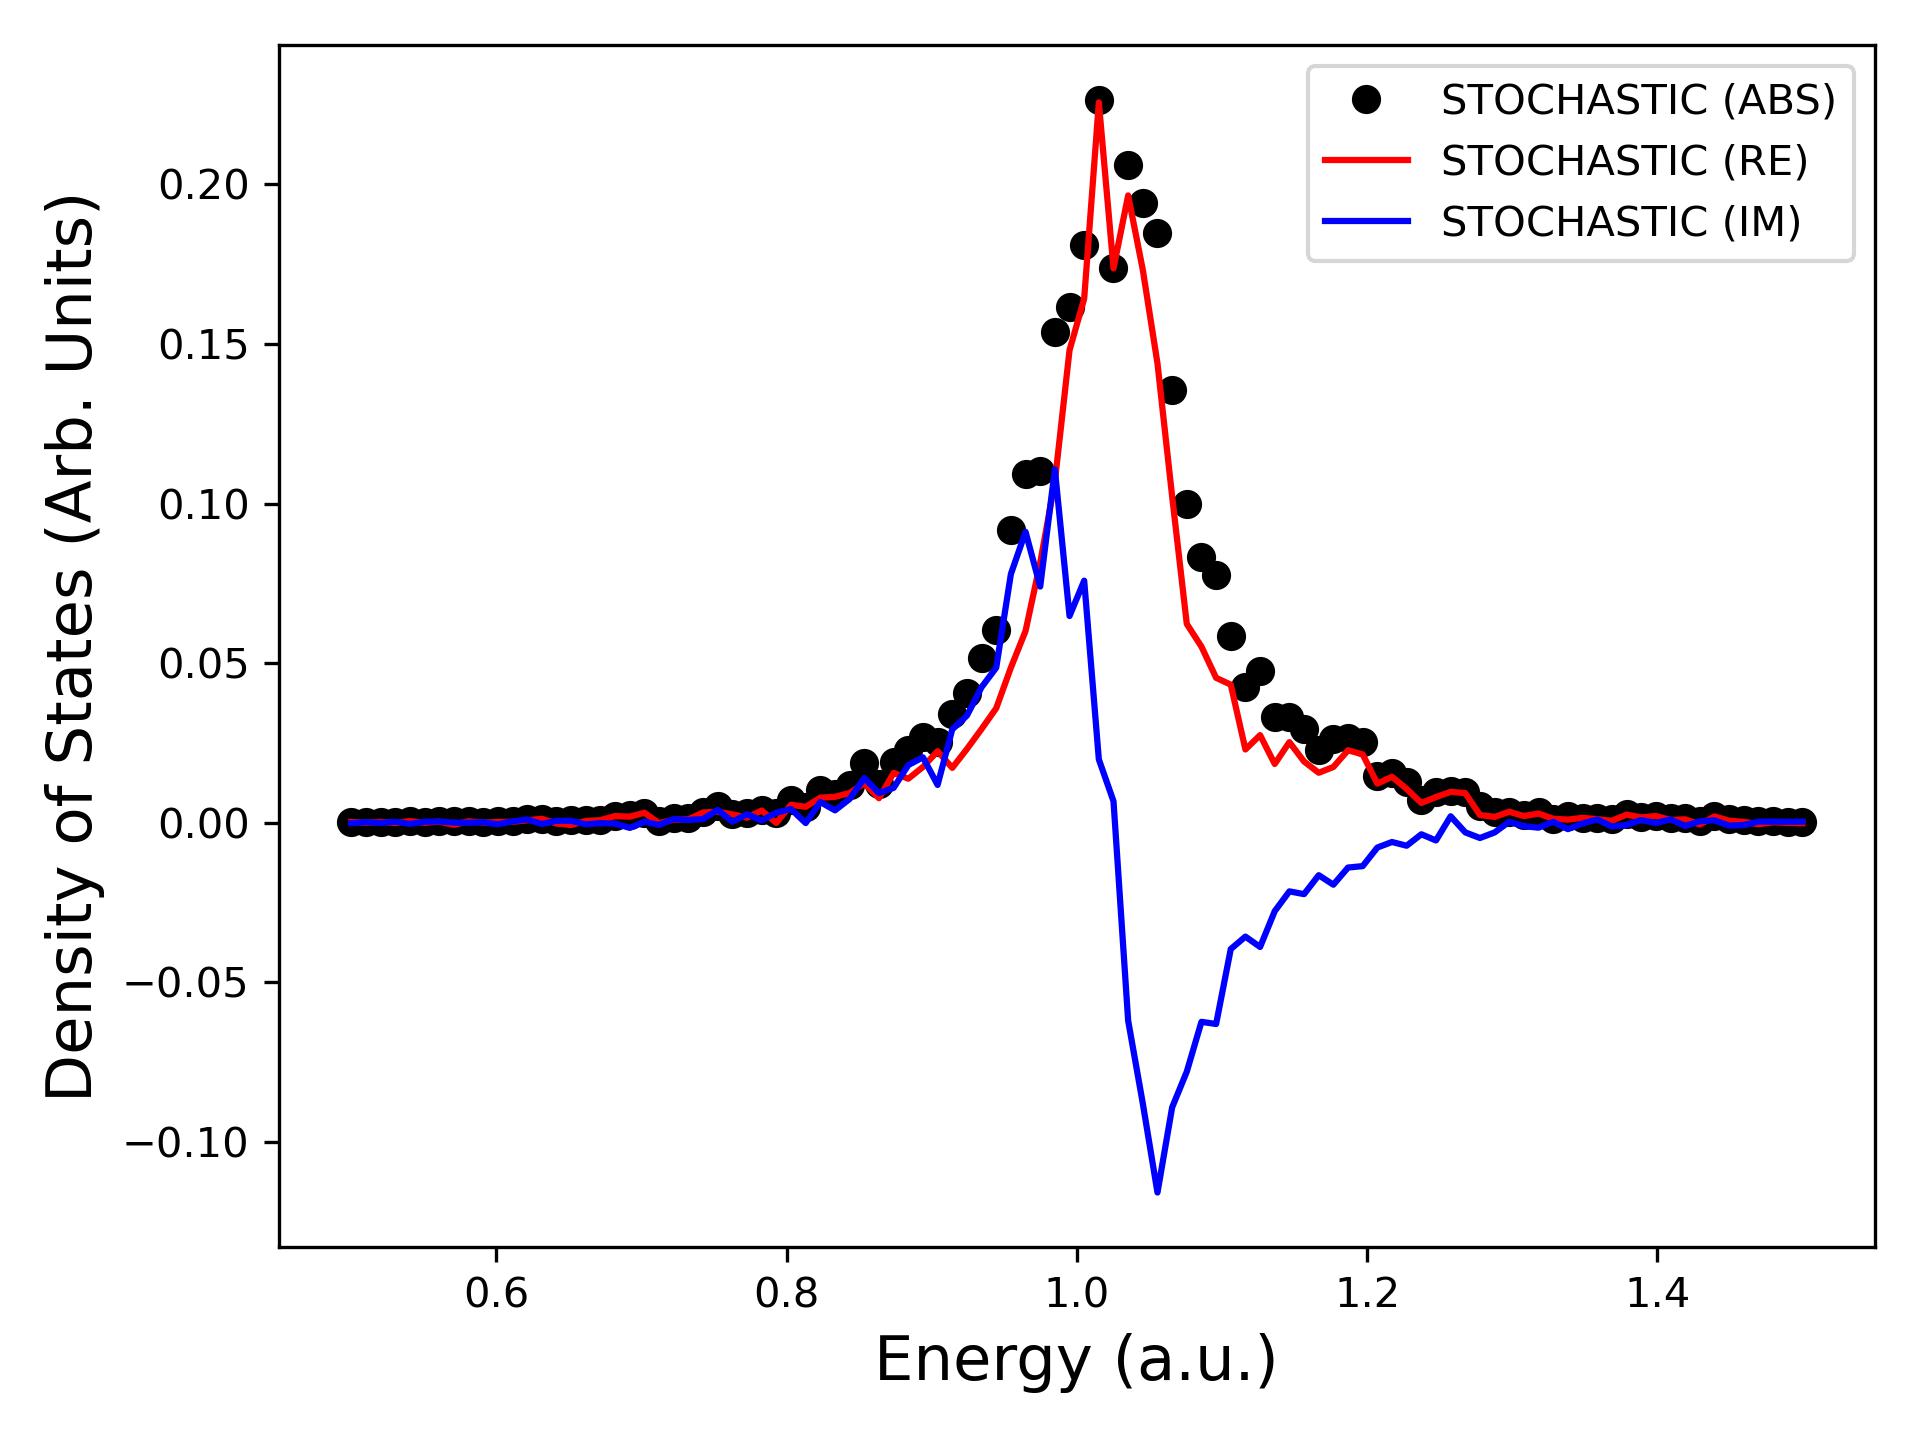 STOCHASTIC (ABS)
STOCHASTIC (RE)
STOCHASTIC (IM)
Density of States (Arb. Units)
0.20
0.15
0.10
0.05
0.00
−0.05
−0.10
0.6 0.8 1.0 1.2 1.4
Energy (a.u.)